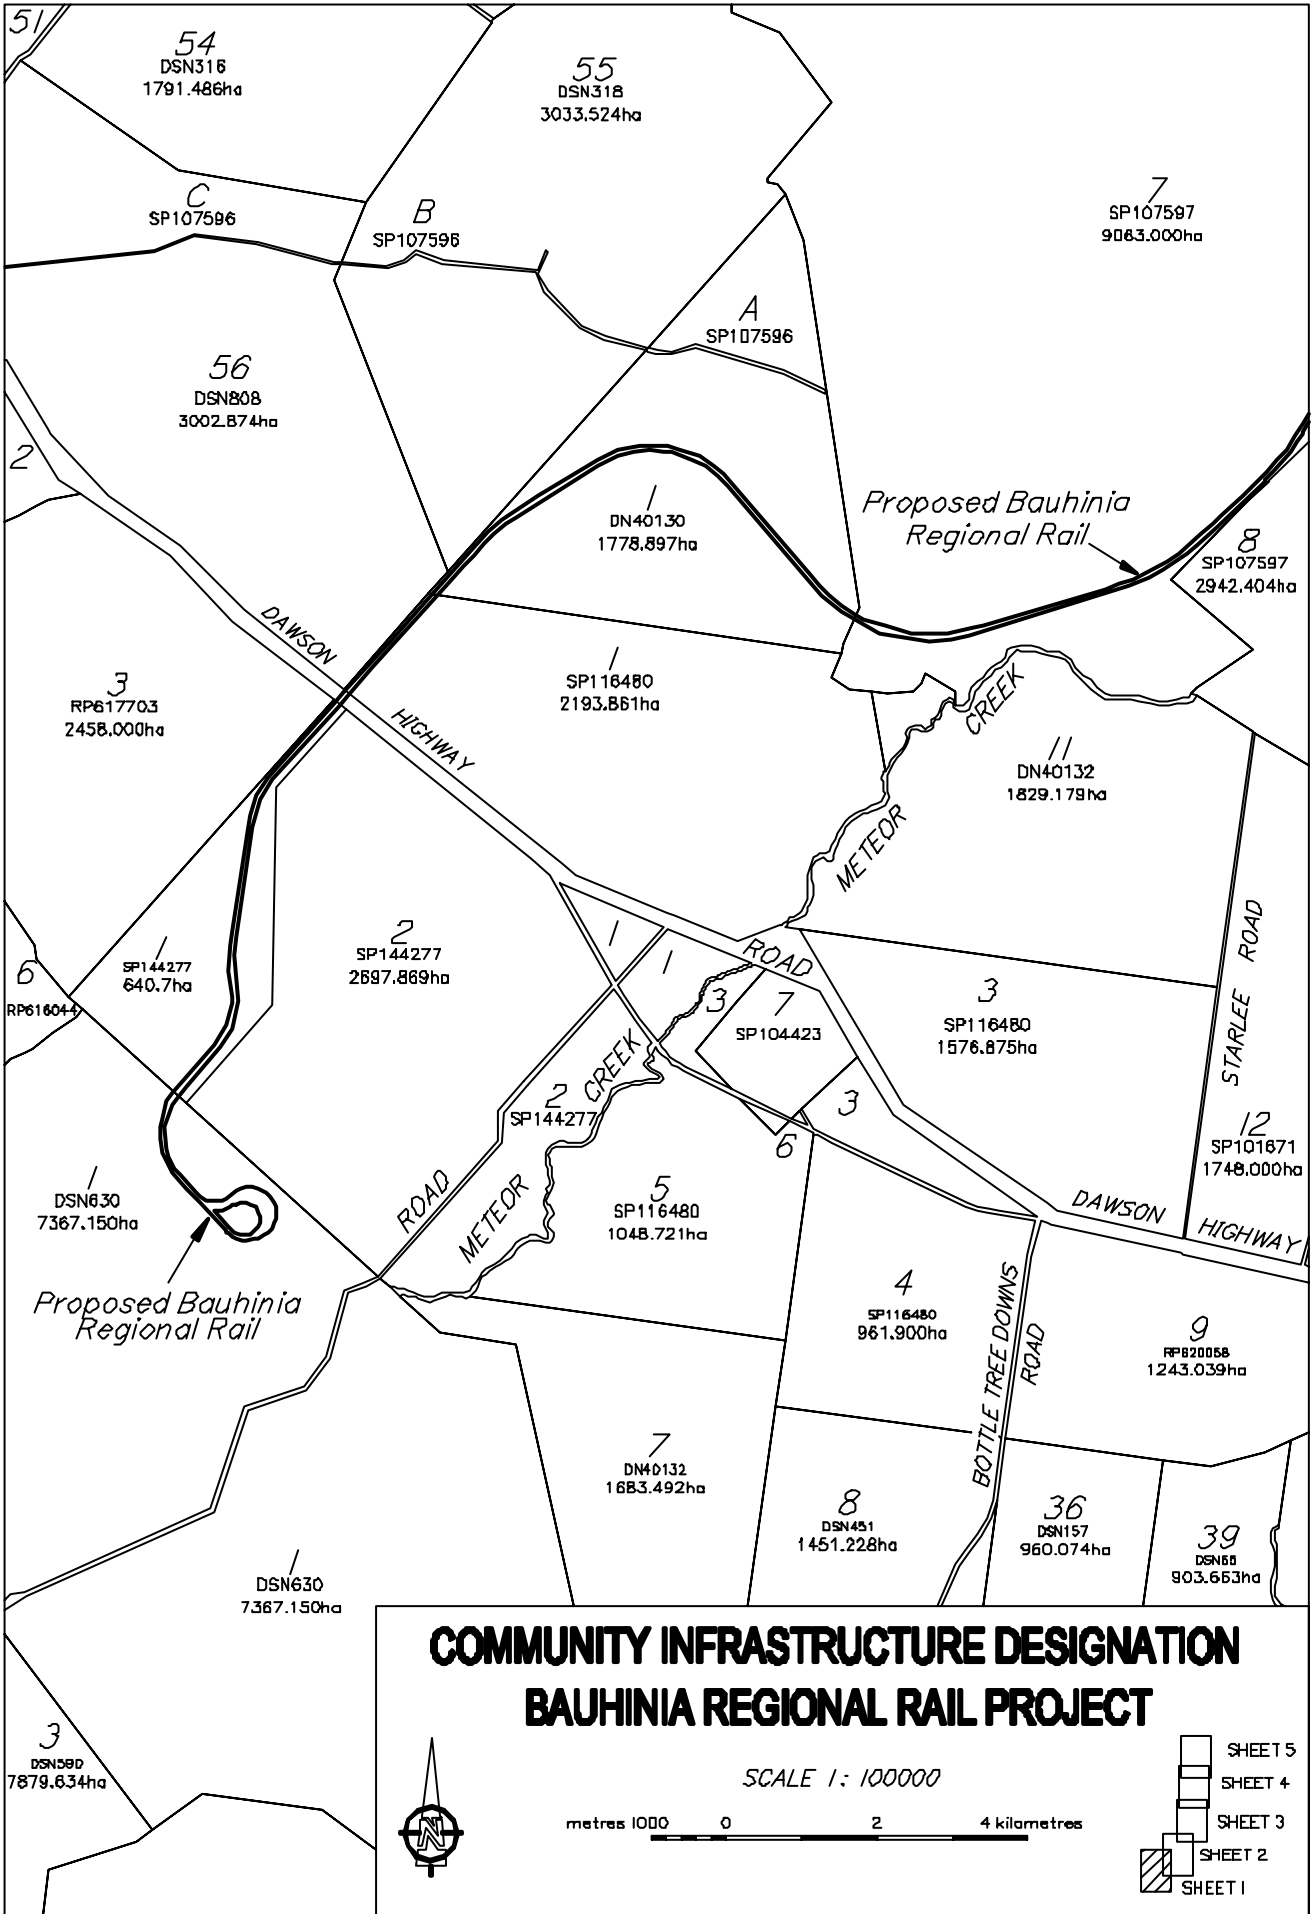 51
54
DSN316
1791.486ha
55
DSN318
3033.524ha
C
SP107596
B
SP107596
7
SP107597
9063.000ha
A
SP107596
56
DSN808
3002.874ha
2
1
DN40130
1778.897ha
Proposed Bauhinia
Regional Rail
8
SP107597
2942.404ha
DAWSON
HIGHWAY
3
RP617703
2458.000ha
1
SP116480
2193.861ha
CREEK
METEOR
11
DN40132
1829.179ha
STARLEE ROAD
6
RP616044
1
SP144277
640.7ha
2
SP144277
2697.869ha
1
1
ROAD
3
7
SP104423
3
SP116480
1576.875ha
CREEK
METEOR
2
SP144277
3
6
12
SP101671
1748.000ha
1
DSN630
7367.150ha
ROAD
5
SP116480
1048.721ha
DAWSON
HIGHWAY
Proposed Bauhinia
Regional Rail
4
SP116480
961.900ha
BOTTLE TREE DOWNS
ROAD
9
RP620058
1243.039ha
7
DN40132
1683.492ha
8
DSN451
1451.228ha
36
DSN157
960.074ha
39
DSN66
903.663ha
1
DSN630
7367.150ha
3
DSN590
7879.634ha
COMMUNITY INFRASTRUCTURE DESIGNATION
BAUHINIA REGIONAL RAIL PROJECT
N
SCALE 1: 100000
metres 1000 0 2 4 kilometres
SHEET 5
SHEET 4
SHEET 3
SHEET 2
SHEET 1